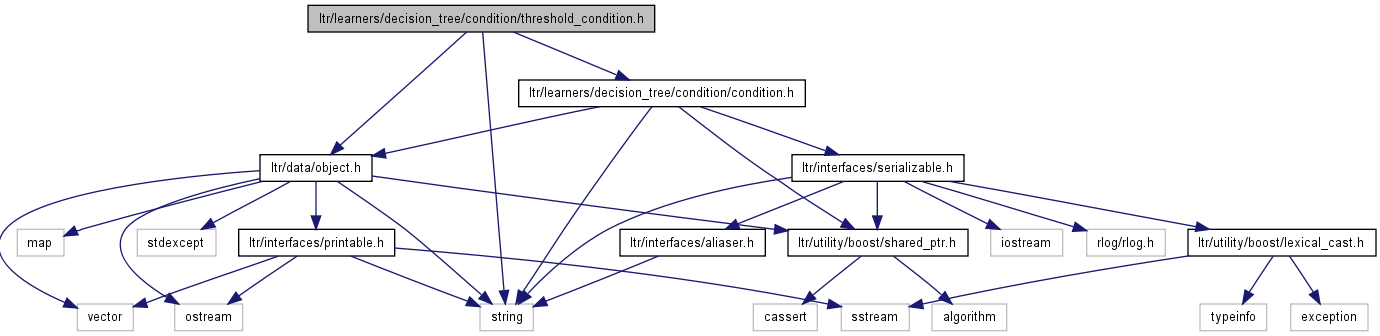 ltr/learners/decision_tree/condition/threshold_condition.h
ltr/learners/decision_tree/condition/condition.h
ltr/data/object.h
ltr/interfaces/serializable.h
map
stdexcept
ltr/interfaces/printable.h
ltr/interfaces/aliaser.h
ltr/utility/boost/shared_ptr.h
iostream
rlog/rlog.h
ltr/utility/boost/lexical_cast.h
vector
ostream
string
cassert
sstream
algorithm
typeinfo
exception